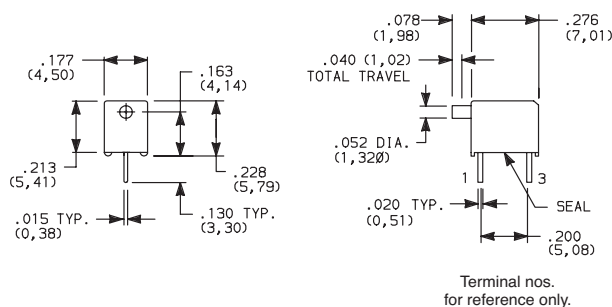 .177
(4,50)
.163
(4,14)
.213
(5,41)
.228
(5,79)
.015 TYP.
(0,38)
.130 TYP.
(3,30)
.078
(1,98)
.276
(7,01)
.040 (1,02)
TOTAL TRAVEL
.052 DIA.
(1,320)
1
3
.020 TYP.
(0,51)
SEAL
.200
(5,08)
Terminal nos.
for reference only.